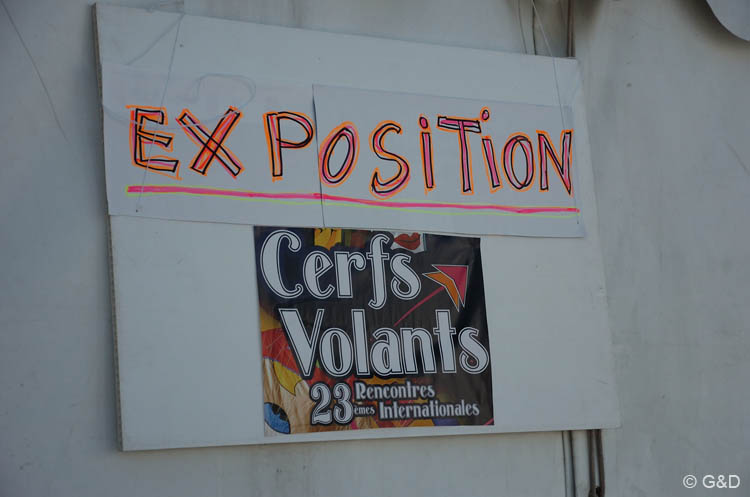 EXPOSITION
Cerfs
Volants
23èmes Rencontres
Internationales
© G&D